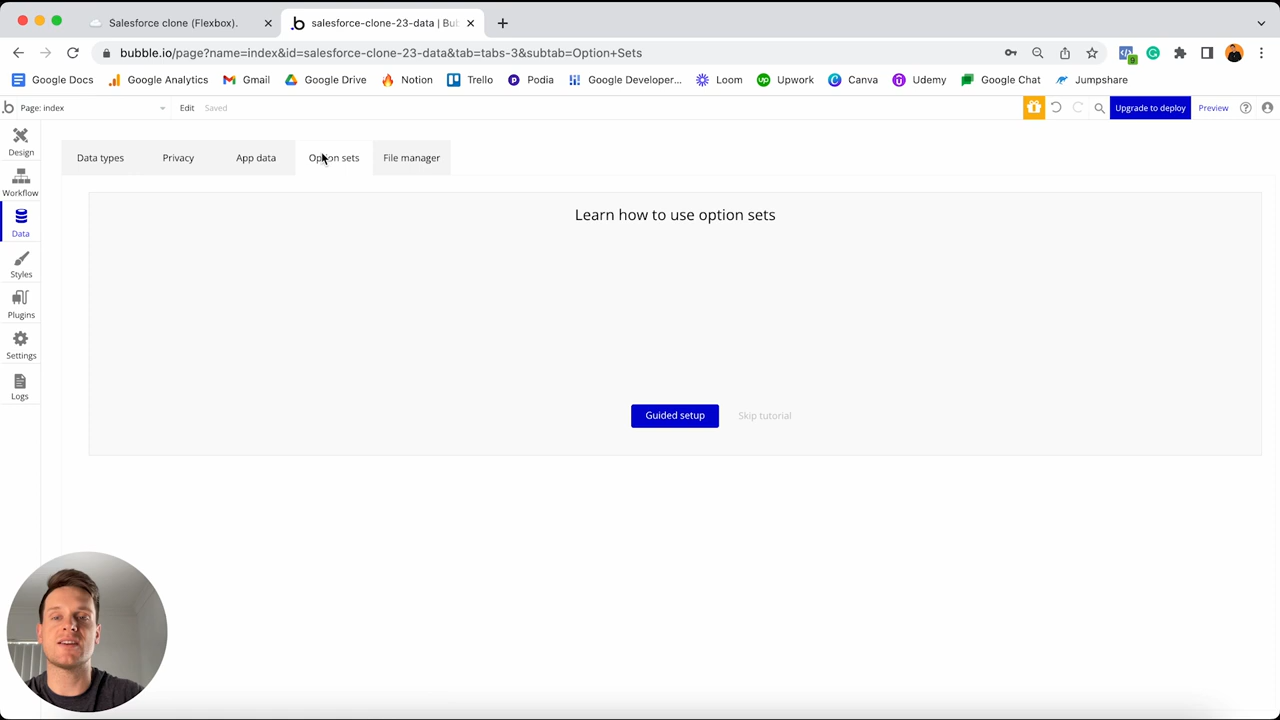 Salesforce clone (Flexbox).
salesforce-clone-23-data | Bub
bubble.io/page?name=index&id=salesforce-clone-23-data&tab=tabs-3&subtab=Option+Sets
9
Google Docs Google Analytics Gmail Google Drive Notion Trello Podia Google Developer... Loom Upwork Canva Udemy Google Chat Jumpshare
Page: index Edit Saved Upgrade to deploy Preview
Design
Workflow
Data
Styles
Plugins
Settings
Logs
Data types Privacy App data Option sets File manager
Learn how to use option sets
Guided setup Skip tutorial